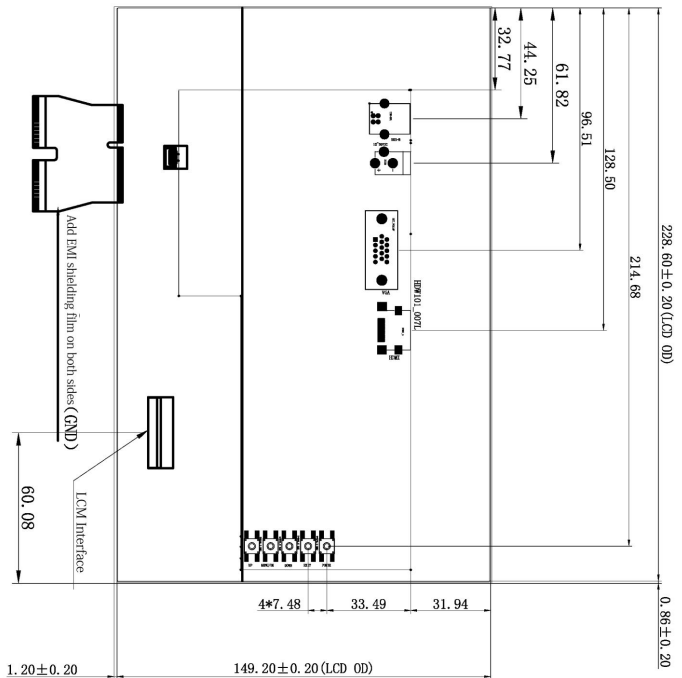 32.77
44.25
61.82
96.51
128.50
214.68
228.60±0.20(LCD OD)
0.86±0.20
HDW101_007L
VGA
HDMI
Add EMI shielding film on both sides(GND)
LCM Interface
60.08
UP
DOWN
4*7.48
33.49
31.94
1.20±0.20
149.20±0.20(LCD OD)